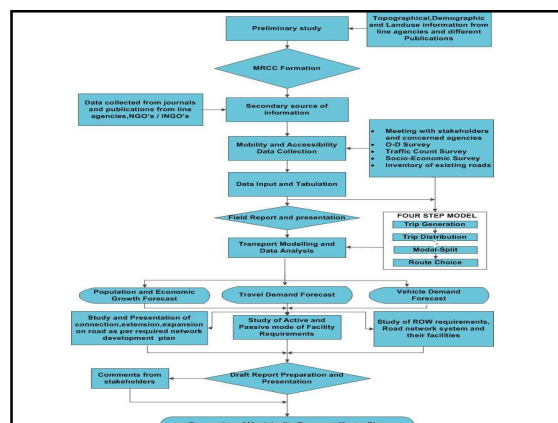 Preliminary study
Topographical,Demographic
and Landuse information from
line agencies and different
Publications
MRCC Formation
Data collected from journals
and publications from line
agencies,NGO's / INGO's
Secondary source of
information
Mobility and Accessibility
Data Collection
• Meeting with stakeholders
and concerned agencies
• O-D Survey
• Traffic Count Survey
• Socio-Economic Survey
• Inventory of existing roads
Data Input and Tabulation
Field Report and presentation
FOUR STEP MODEL
Trip Generation
Trip Distribution
Modal-Split
Route Choice
Transport Modelling and
Data Analysis
Population and Economic
Growth Forecast
Travel Demand Forecast
Vehicle Demand
Forecast
Study and Presentation of
connection,extension,expansion
on road as per required network
development plan
Study of Active and
Passive mode of Facility
Requirements
Study of ROW requirements,
Road network system and
their facilities
Draft Report Preparation and
Presentation
Comments from
stakeholders